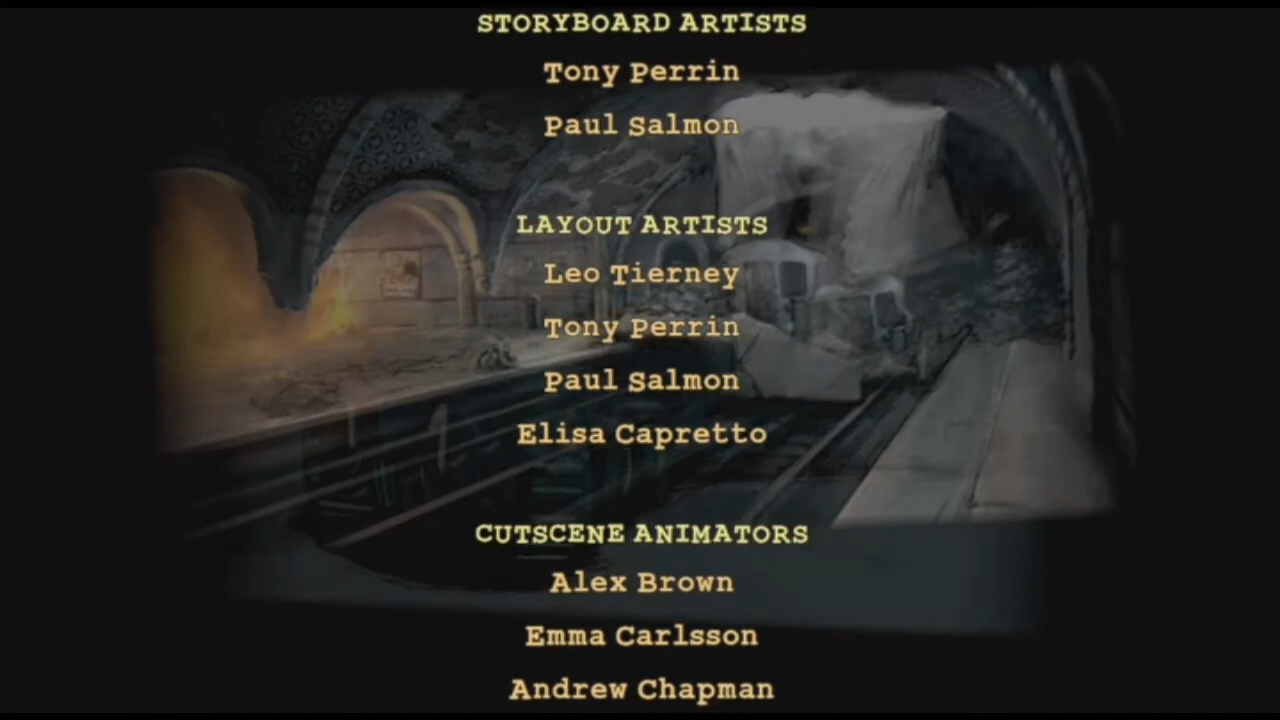 STORYBOARD ARTISTS
Tony Perrin
Paul Salmon
LAYOUT ARTISTS
Leo Tierney
Tony Perrin
Paul Salmon
Elisa Capretto
CUTSCENE ANIMATORS
Alex Brown
Emma Carlsson
Andrew Chapman